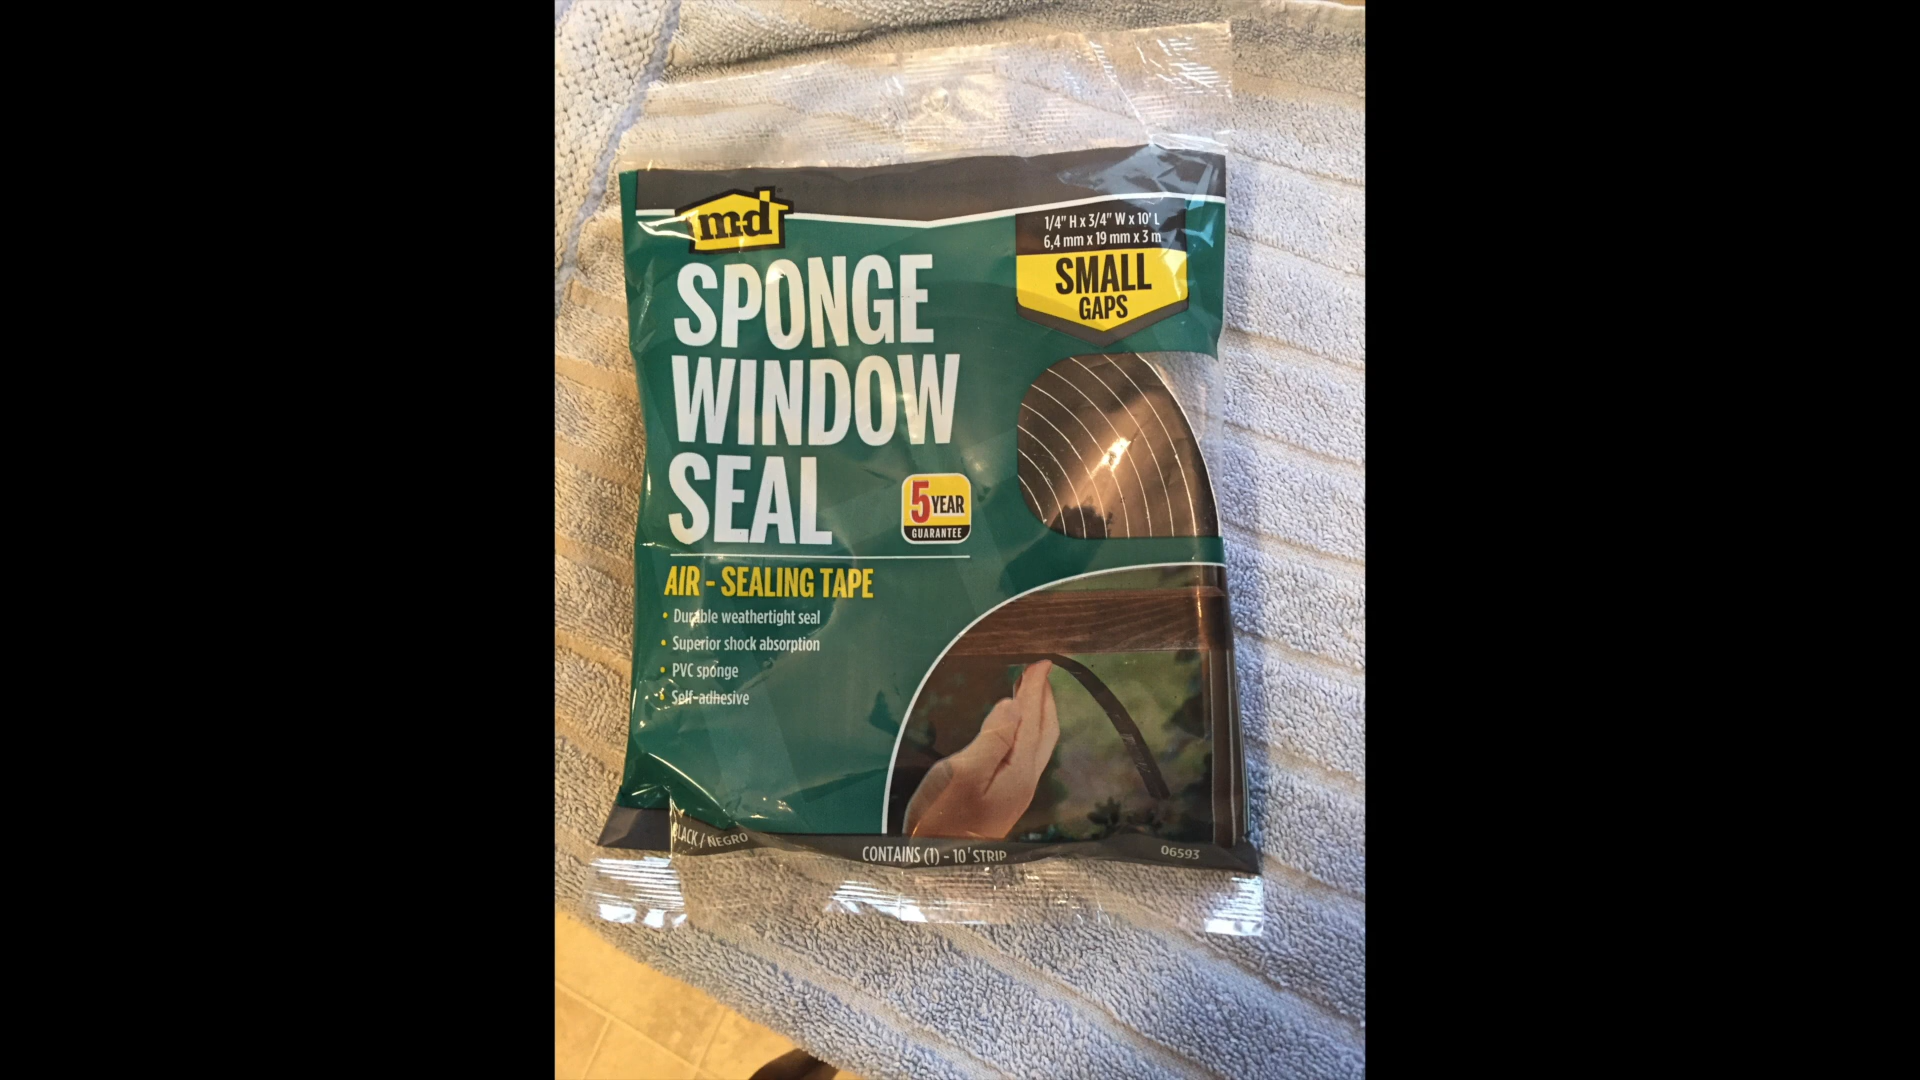 m-d
1/4" H x 3/4" W x 10' L
6,4 mm x 19 mm x 3 m
SMALL
GAPS
SPONGE
WINDOW
SEAL
5 YEAR
GUARANTEE
AIR - SEALING TAPE
• Durable weathertight seal
• Superior shock absorption
• PVC sponge
• Self-adhesive
BLACK / NEGRO
CONTAINS (1) - 10' STRIP
06593